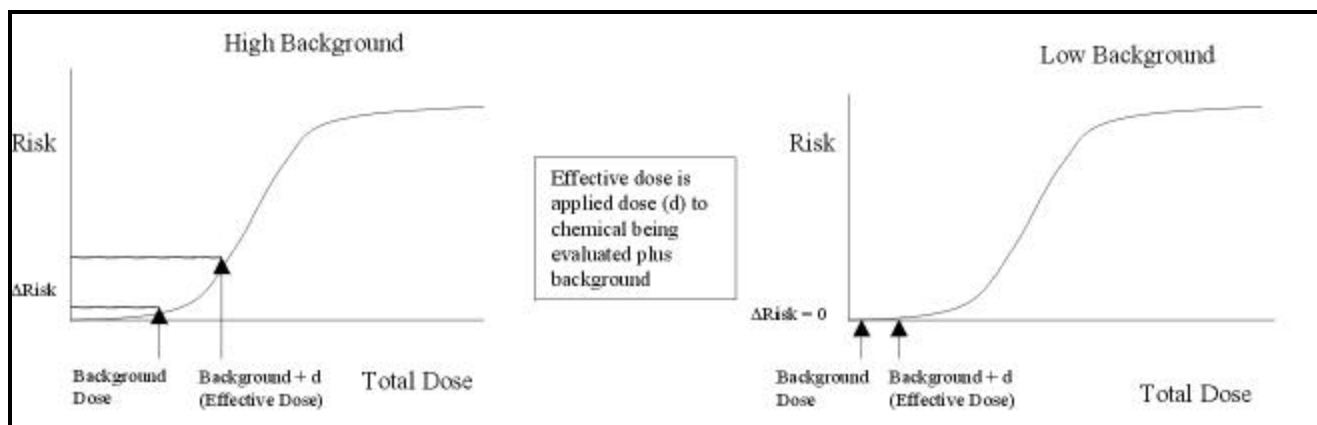 High Background
Risk
ΔRisk
Background
Dose
Background + d
(Effective Dose)
Total Dose
Effective dose is
applied dose (d) to
chemical being
evaluated plus
background
Low Background
Risk
ΔRisk = 0
Background
Dose
Background + d
(Effective Dose)
Total Dose